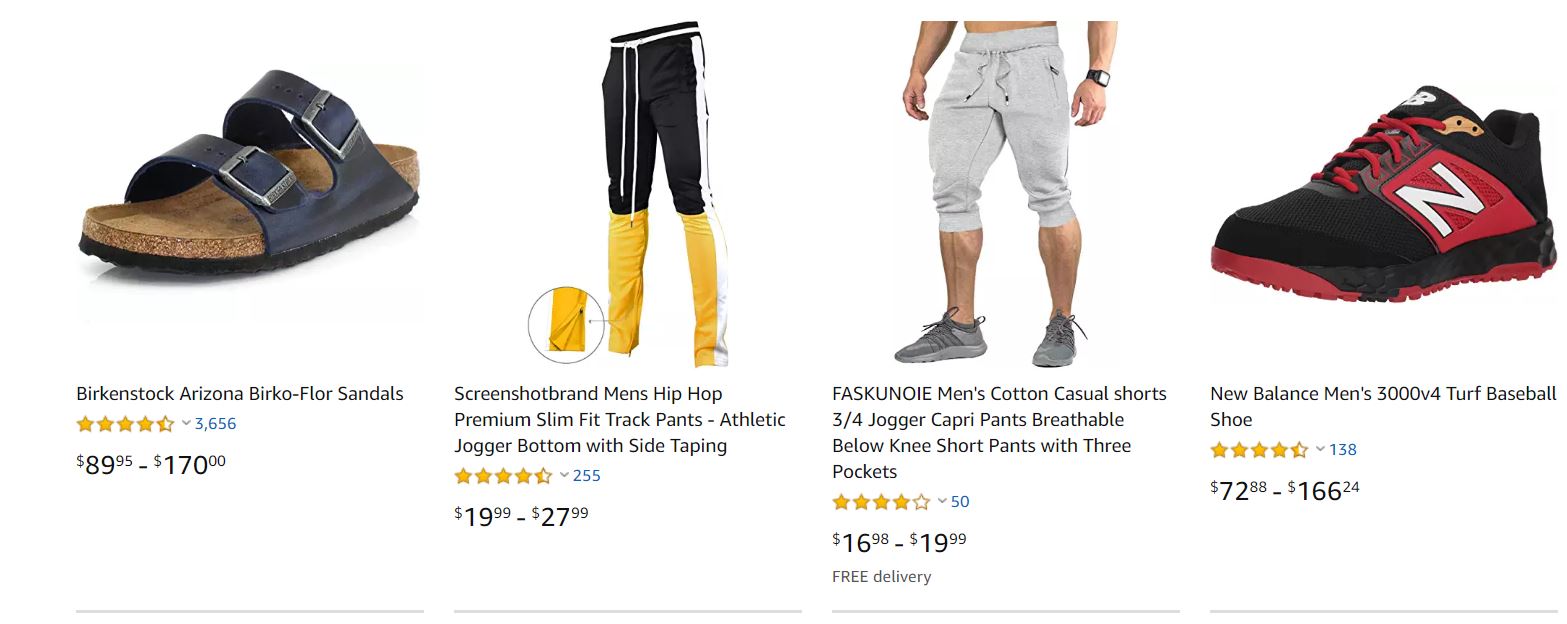 Birkenstock Arizona Birko-Flor Sandals
3,656
$89.95 - $170.00
Screenshotbrand Mens Hip Hop
Premium Slim Fit Track Pants - Athletic
Jogger Bottom with Side Taping
255
$19.99 - $27.99
FASKUNOIE Men's Cotton Casual shorts
3/4 Jogger Capri Pants Breathable
Below Knee Short Pants with Three
Pockets
50
$16.98 - $19.99
FREE delivery
NB
N
New Balance Men's 3000v4 Turf Baseball
Shoe
138
$72.88 - $166.24